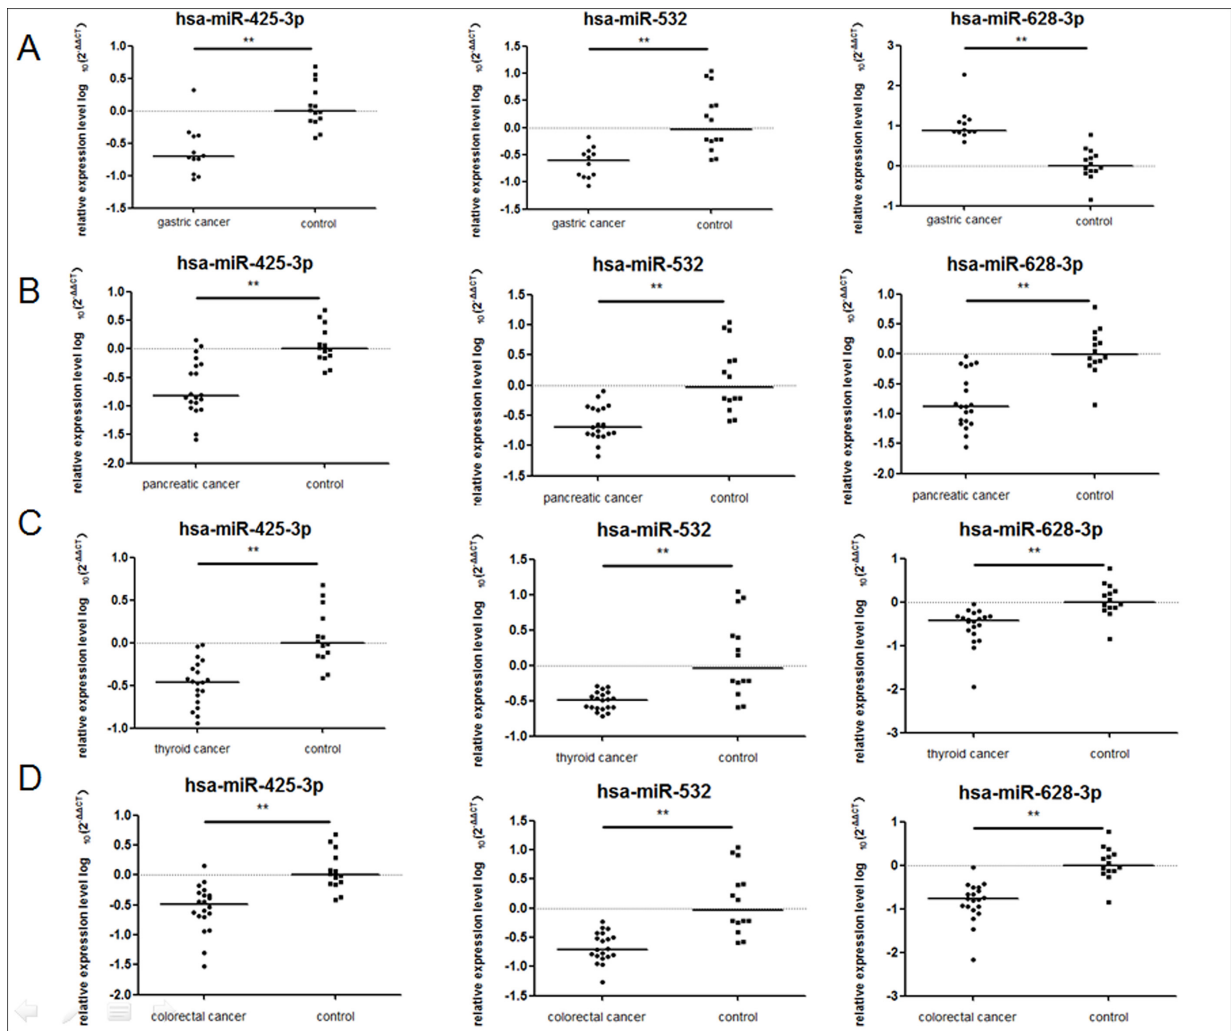 A
hsa-miR-425-3p
hsa-miR-532
hsa-miR-628-3p
relative expression level log 10(2-ΔΔCT)
**
1.0
0.5
0.0
-0.5
-1.0
-1.5
gastric cancer control
relative expression level log 10(2-ΔΔCT)
**
1.5
1.0
0.5
0.0
-0.5
-1.0
-1.5
gastric cancer control
relative expression level log 10(2-ΔΔCT)
**
3
2
1
0
-1
gastric cancer control
B
hsa-miR-425-3p
hsa-miR-532
hsa-miR-628-3p
relative expression level log 10(2-ΔΔCT)
**
1.0
0.5
0.0
-0.5
-1.0
-1.5
-2.0
pancreatic cancer control
relative expression level log 10(2-ΔΔCT)
**
1.5
1.0
0.5
0.0
-0.5
-1.0
-1.5
pancreatic cancer control
relative expression level log 10(2-ΔΔCT)
**
1.0
0.5
0.0
-0.5
-1.0
-1.5
-2.0
pancreatic cancer control
C
hsa-miR-425-3p
hsa-miR-532
hsa-miR-628-3p
relative expression level log 10(2-ΔΔCT)
**
1.0
0.5
0.0
-0.5
-1.0
thyroid cancer control
relative expression level log 10(2-ΔΔCT)
**
1.5
1.0
0.5
0.0
-0.5
-1.0
thyroid cancer control
relative expression level log 10(2-ΔΔCT)
**
1
0
-1
-2
-3
thyroid cancer control
D
hsa-miR-425-3p
hsa-miR-532
hsa-miR-628-3p
relative expression level log 10(2-ΔΔCT)
**
1.0
0.5
0.0
-0.5
-1.0
-1.5
-2.0
colorectal cancer control
relative expression level log 10(2-ΔΔCT)
**
1.5
1.0
0.5
0.0
-0.5
-1.0
-1.5
colorectal cancer control
relative expression level log 10(2-ΔΔCT)
**
1
0
-1
-2
-3
colorectal cancer control